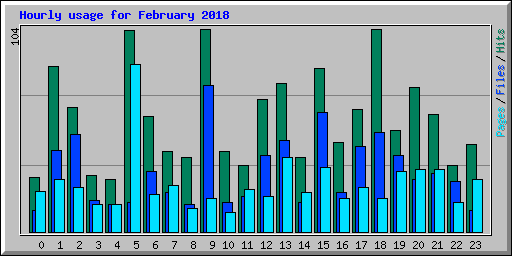 Hourly usage for February 2018
104
Pages/Files/Hits
0 1 2 3 4 5 6 7 8 9 10 11 12 13 14 15 16 17 18 19 20 21 22 23